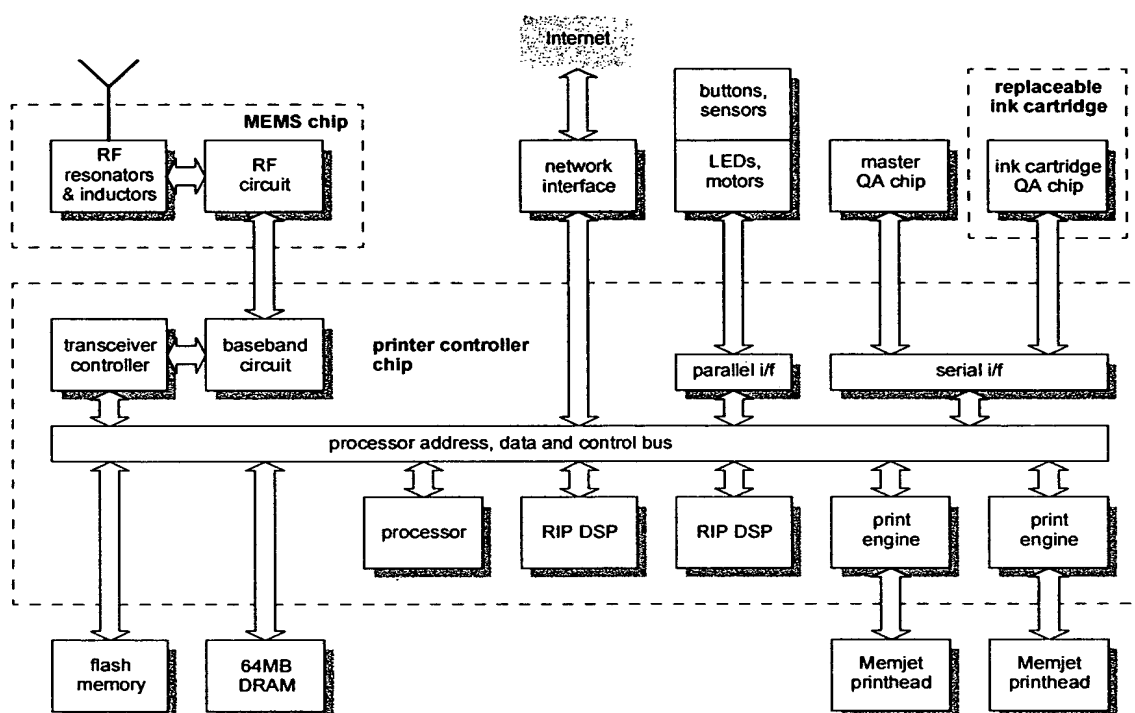 Internet
MEMS chip
RF
resonators
& inductors
RF
circuit
network
interface
buttons,
sensors
LEDs,
motors
master
QA chip
replaceable
ink cartridge
ink cartridge
QA chip
transceiver
controller
baseband
circuit
printer controller
chip
parallel i/f
serial i/f
processor address, data and control bus
processor
RIP DSP
RIP DSP
print
engine
print
engine
flash
memory
64MB
DRAM
Memjet
printhead
Memjet
printhead